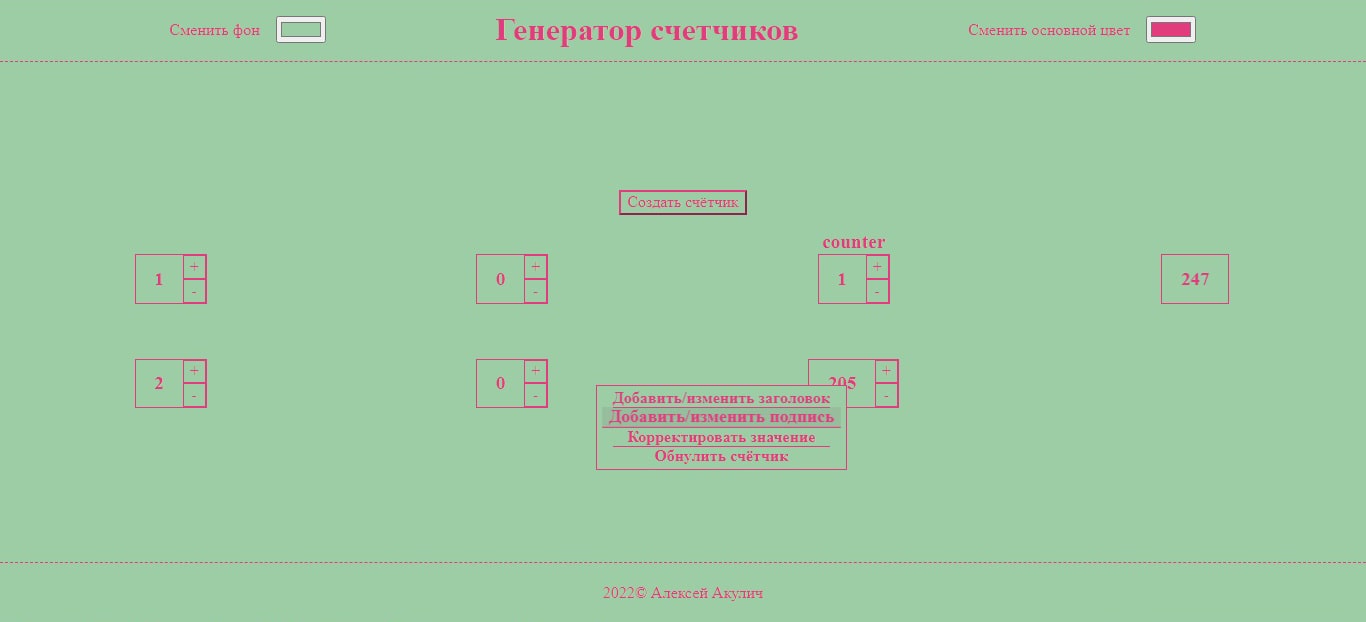 Сменить фон
Генератор счетчиков
Сменить основной цвет
Создать счётчик
counter
1 + -
0 + -
1 + -
247
2 + -
0 + -
205 + -
Добавить/изменить заголовок
Добавить/изменить подпись
Корректировать значение
Обнулить счётчик
2022© Алексей Акулич